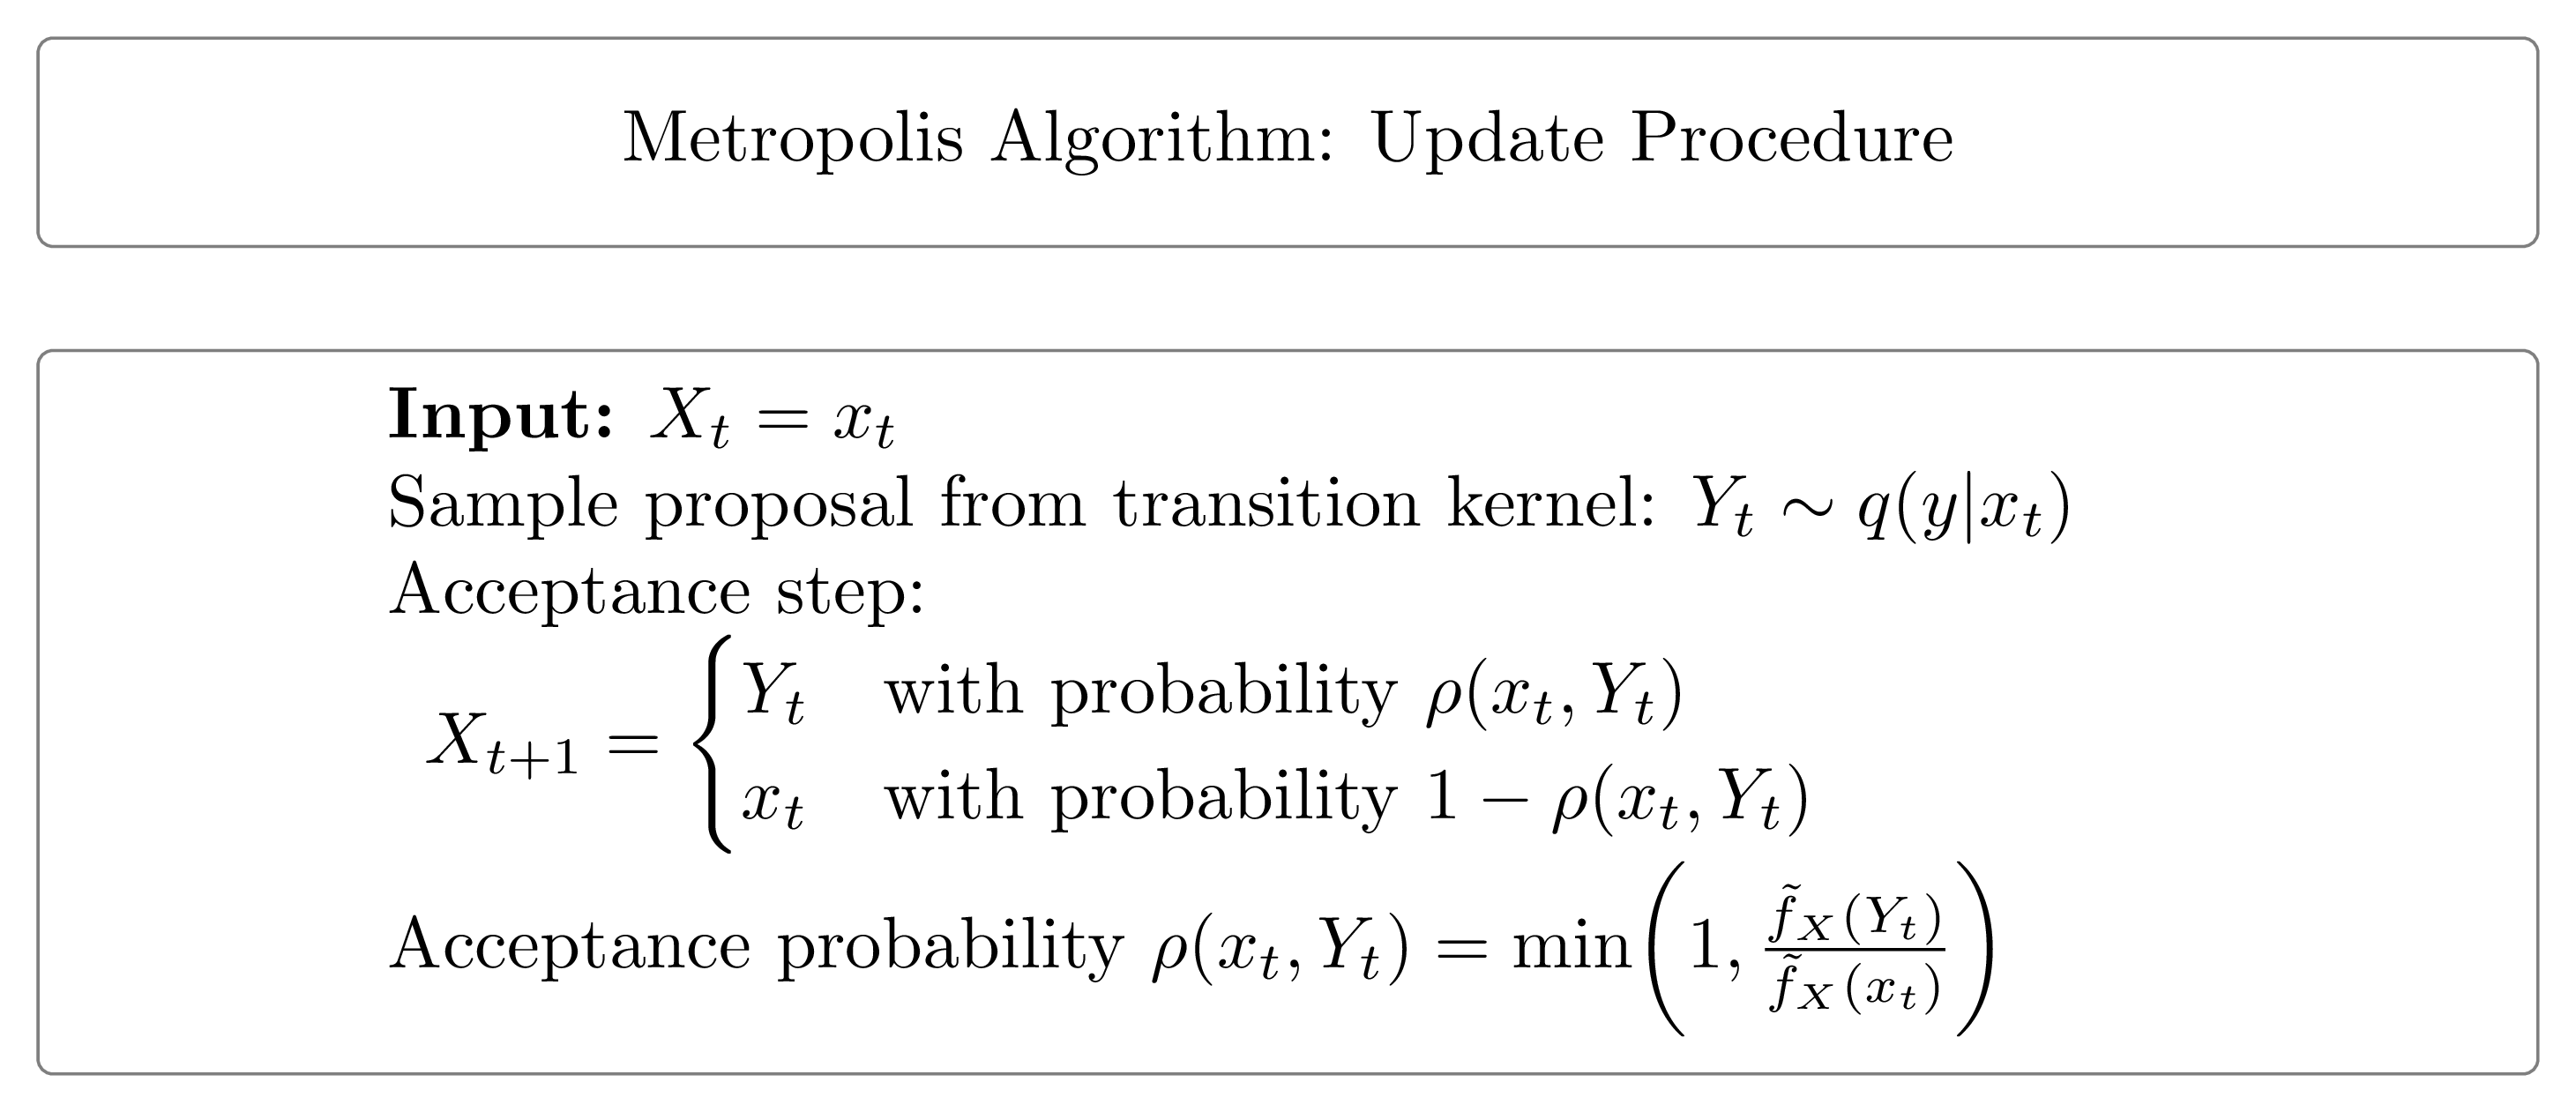 Metropolis Algorithm: Update Procedure
Input: $X_t = x_t$
Sample proposal from transition kernel: $Y_t \sim q(y|x_t)$
Acceptance step:
$X_{t+1} = \begin{cases} Y_t & \text{with probability } \rho(x_t, Y_t) \\ x_t & \text{with probability } 1 - \rho(x_t, Y_t) \end{cases}$
Acceptance probability $\rho(x_t, Y_t) = \min\left(1, \frac{\tilde{f}_X(Y_t)}{\tilde{f}_X(x_t)}\right)$